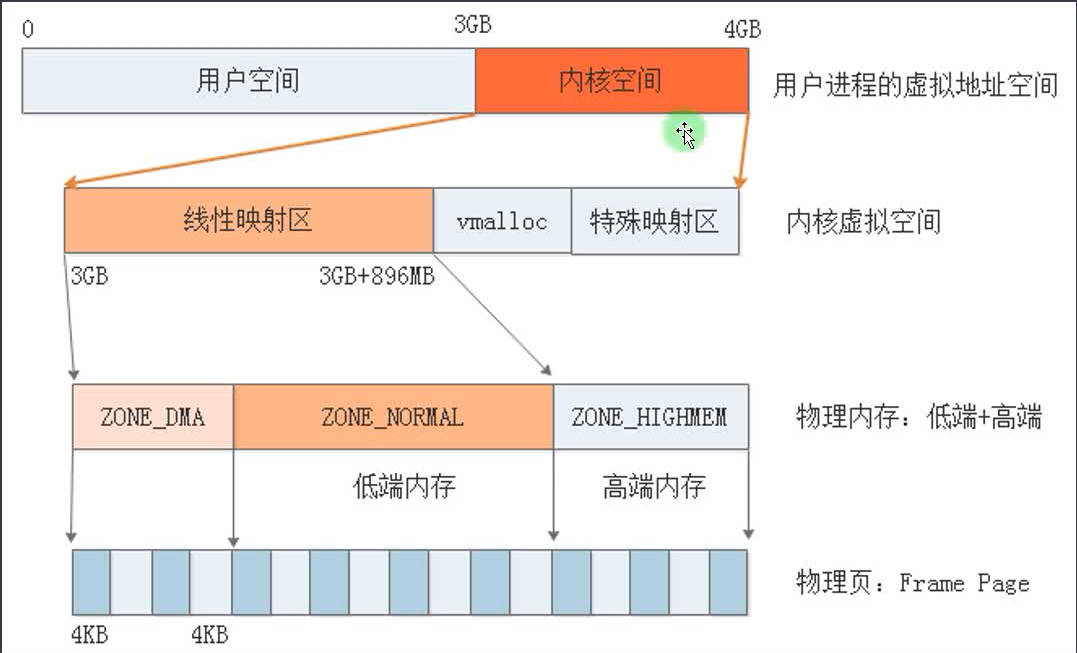 0 3GB 4GB
用户空间 内核空间 用户进程的虚拟地址空间
线性映射区 vmalloc 特殊映射区 内核虚拟空间
3GB 3GB+896MB
ZONE_DMA ZONE_NORMAL ZONE_HIGHMEM 物理内存：低端+高端
低端内存 高端内存
物理页：Frame Page
4KB 4KB